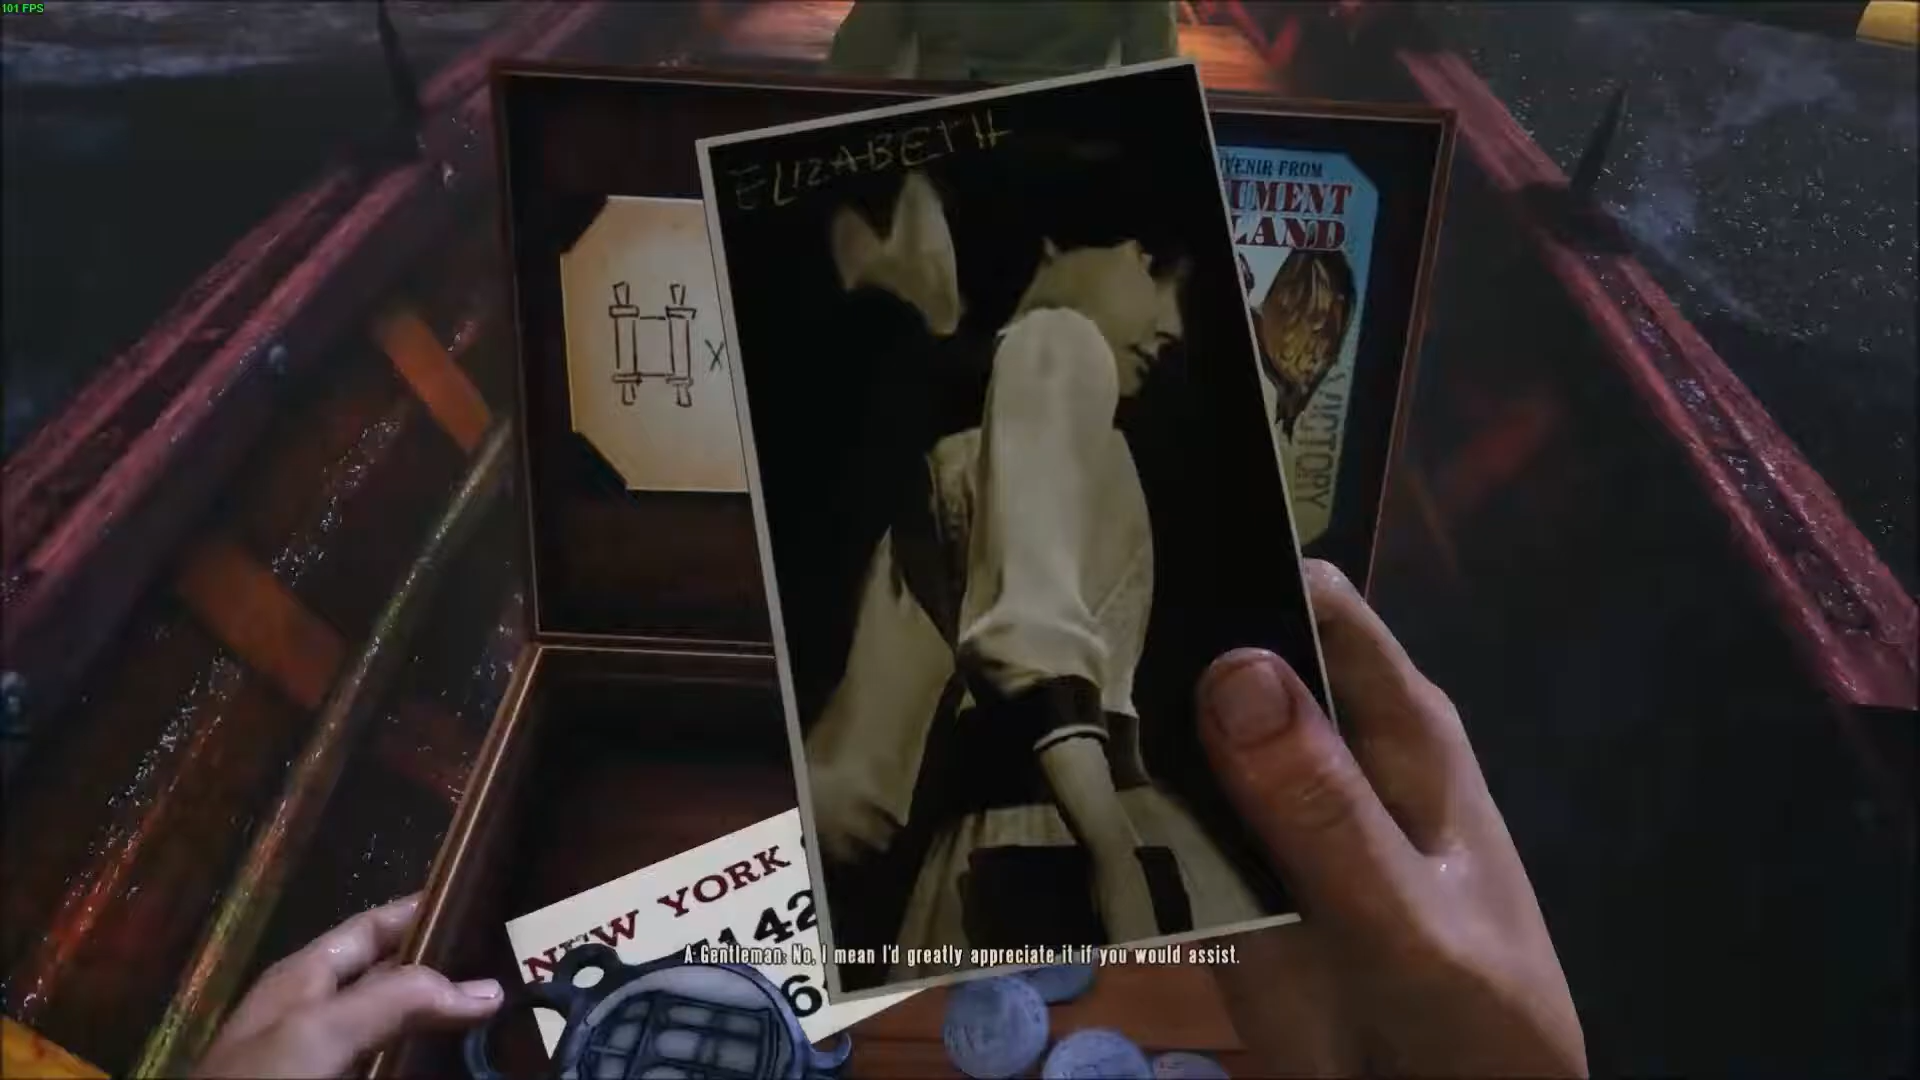 101 FPS
ELIZABETH
VENIR FROM
UMENT
LAND
X
VICTORY
NEW YORK
142
6
A Gentleman: No, I mean I'd greatly appreciate it if you would assist.